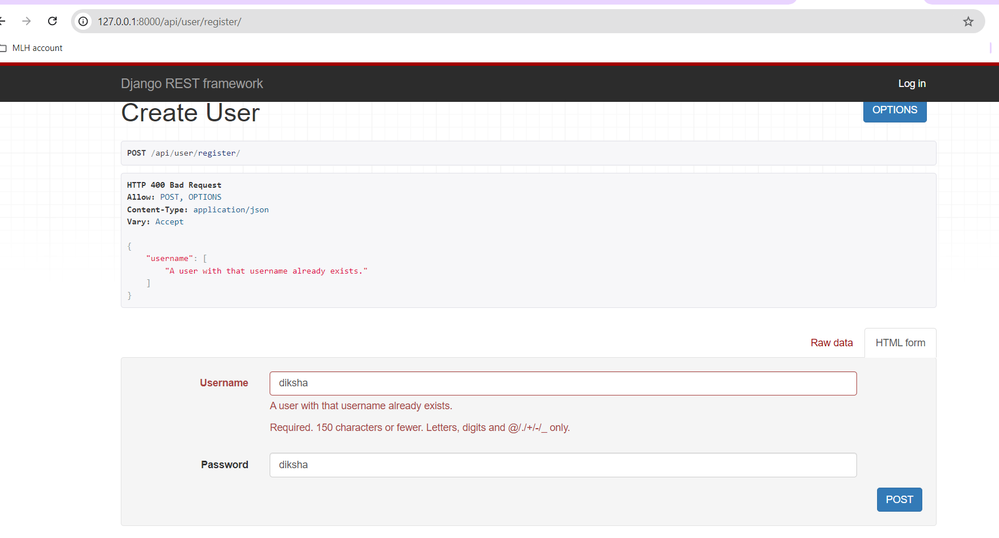 127.0.0.1:8000/api/user/register/
MLH account
Django REST framework
Log in
Create User
OPTIONS
POST /api/user/register/
HTTP 400 Bad Request
Allow: POST, OPTIONS
Content-Type: application/json
Vary: Accept
{
"username": [
"A user with that username already exists."
]
}
Raw data
HTML form
Username
diksha
A user with that username already exists.
Required. 150 characters or fewer. Letters, digits and @/./+/-/_ only.
Password
diksha
POST